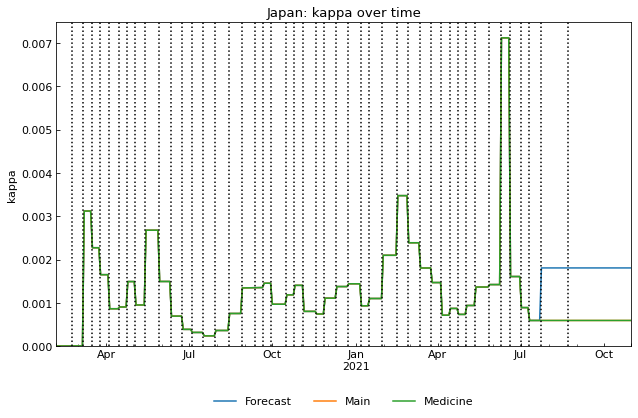 Japan: kappa over time
0.007
0.006
0.005
0.004
0.003
0.002
0.001
0.000
kappa
Apr Jul Oct Jan Apr Jul Oct
2021
Forecast Main Medicine